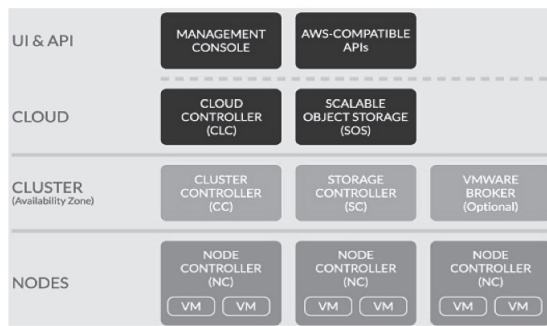 UI & API
MANAGEMENT
CONSOLE
AWS-COMPATIBLE
APIs
CLOUD
CLOUD
CONTROLLER
(CLC)
SCALABLE
OBJECT STORAGE
(SOS)
CLUSTER
(Availability Zone)
CLUSTER
CONTROLLER
(CC)
STORAGE
CONTROLLER
(SC)
VMWARE
BROKER
(Optional)
NODES
NODE
CONTROLLER
(NC)
VM VM
NODE
CONTROLLER
(NC)
VM VM
NODE
CONTROLLER
(NC)
VM VM